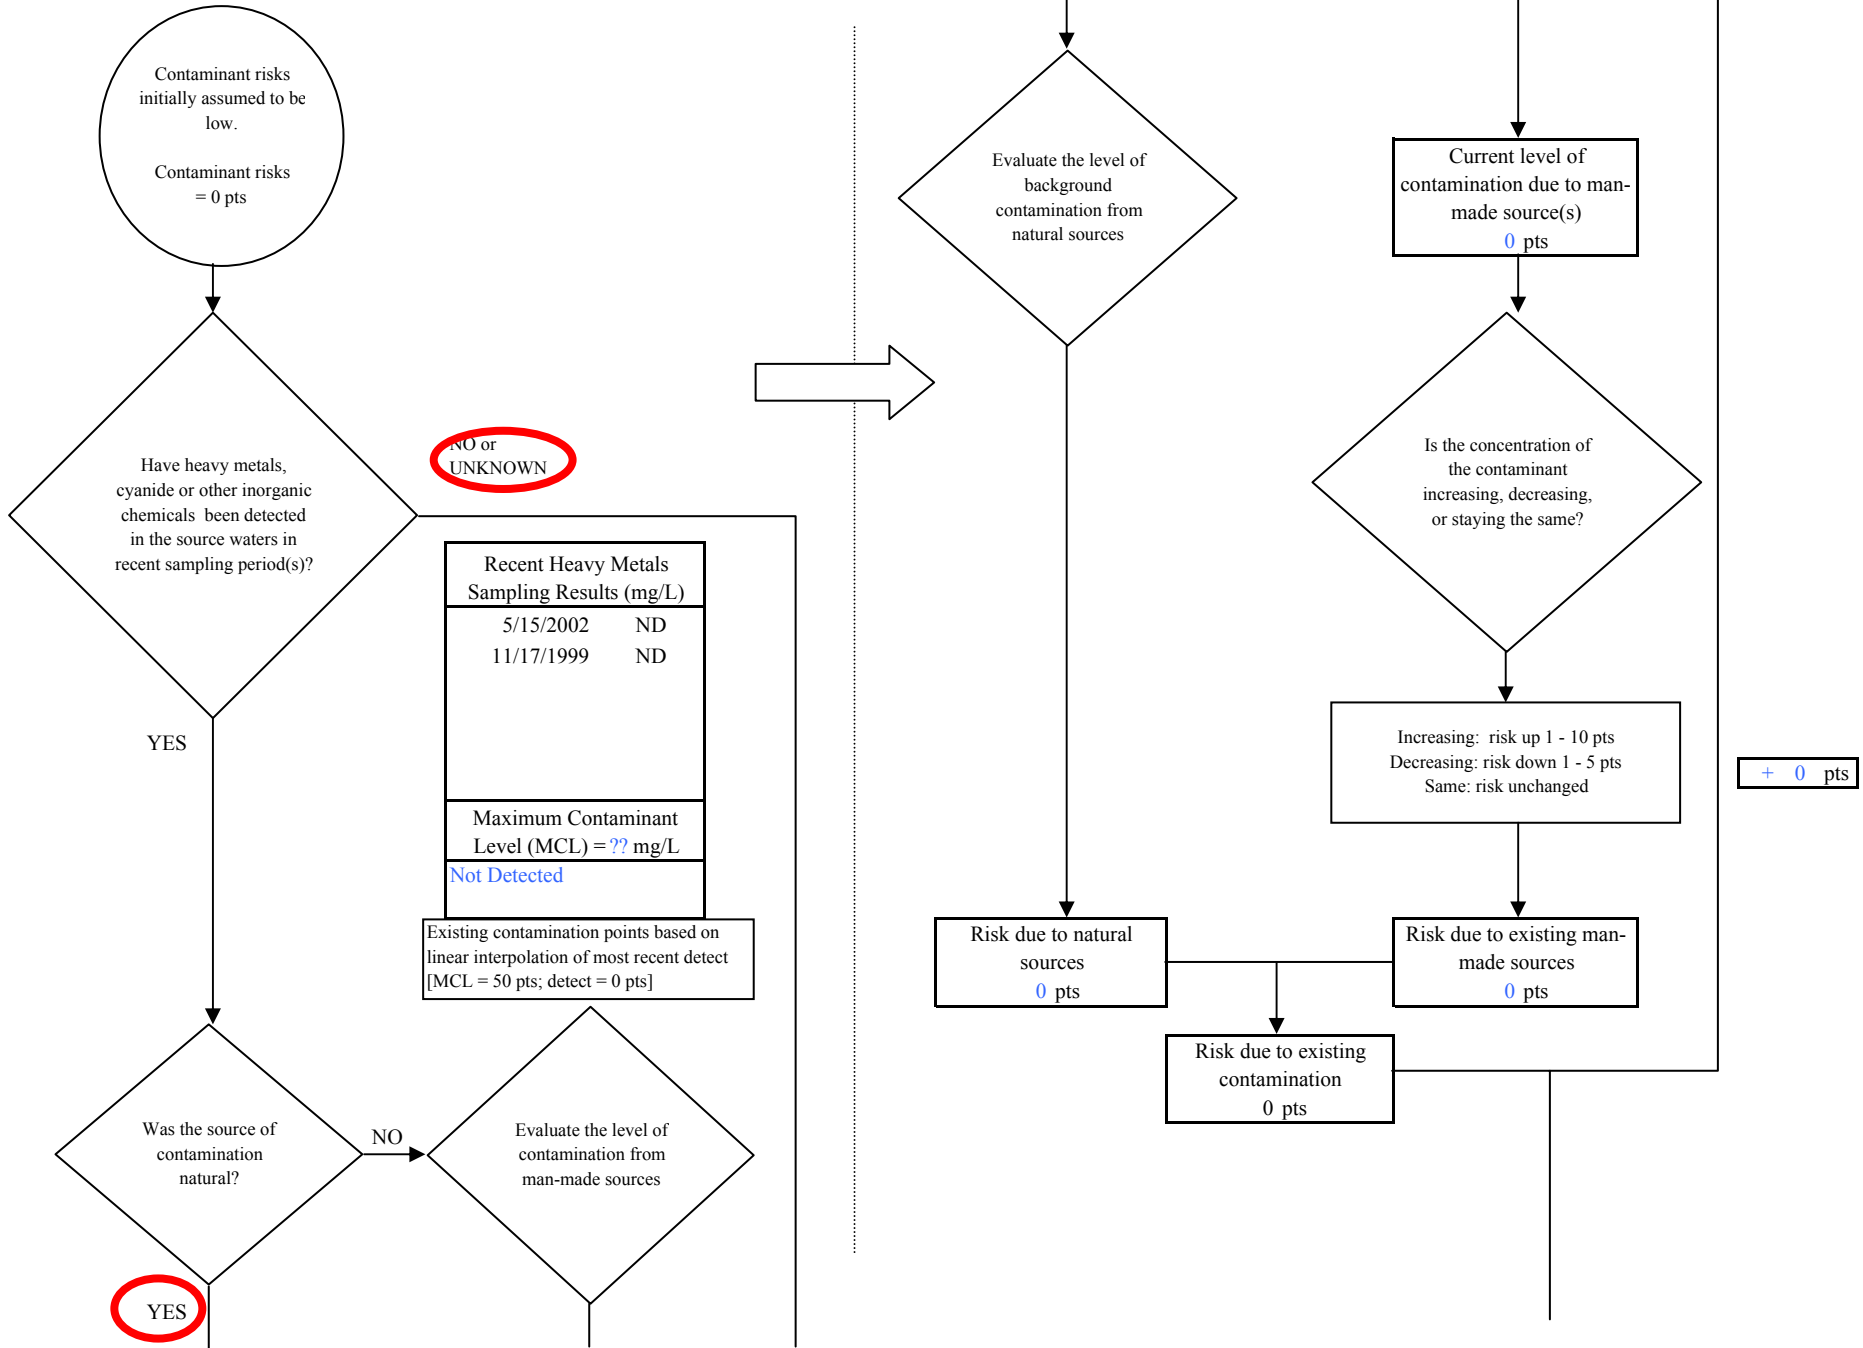 Contaminant risks
initially assumed to be
low.
Contaminant risks
= 0 pts
Have heavy metals,
cyanide or other inorganic
chemicals been detected
in the source waters in
recent sampling period(s)?
NO or
UNKNOWN
YES
Recent Heavy Metals
Sampling Results (mg/L)
5/15/2002 ND
11/17/1999 ND
Maximum Contaminant
Level (MCL) = ?? mg/L
Not Detected
Existing contamination points based on
linear interpolation of most recent detect
[MCL = 50 pts; detect = 0 pts]
Was the source of
contamination
natural?
NO
Evaluate the level of
contamination from
man-made sources
YES
Evaluate the level of
background
contamination from
natural sources
Current level of
contamination due to man-
made source(s)
0 pts
Is the concentration of
the contaminant
increasing, decreasing,
or staying the same?
Increasing: risk up 1 - 10 pts
Decreasing: risk down 1 - 5 pts
Same: risk unchanged
+ 0 pts
Risk due to natural
sources
0 pts
Risk due to existing man-
made sources
0 pts
Risk due to existing
contamination
0 pts